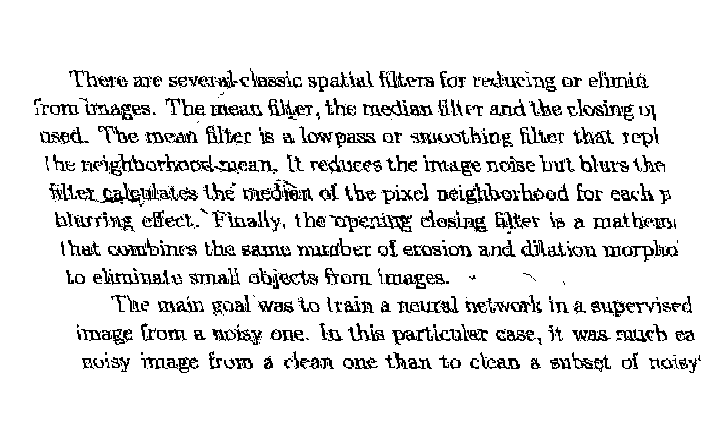 There are several classic spatial filters for reducing or
from images. The mean filter, the median filter and the closing
used. The mean filter is a lowpass or smoothing filter that
the neighborhood mean. It reduces the image noise but blurs the
filter calculates the median of the pixel neighborhood for each
blurring effect. Finally, the opening closing filter is a
that combines the same number of erosion and dilation
to eliminate small objects from images.
The main goal was to train a neural network in a supervised
image from a noisy one. In this particular case, it was much
noisy image from a clean one than to clean a subset of noisy